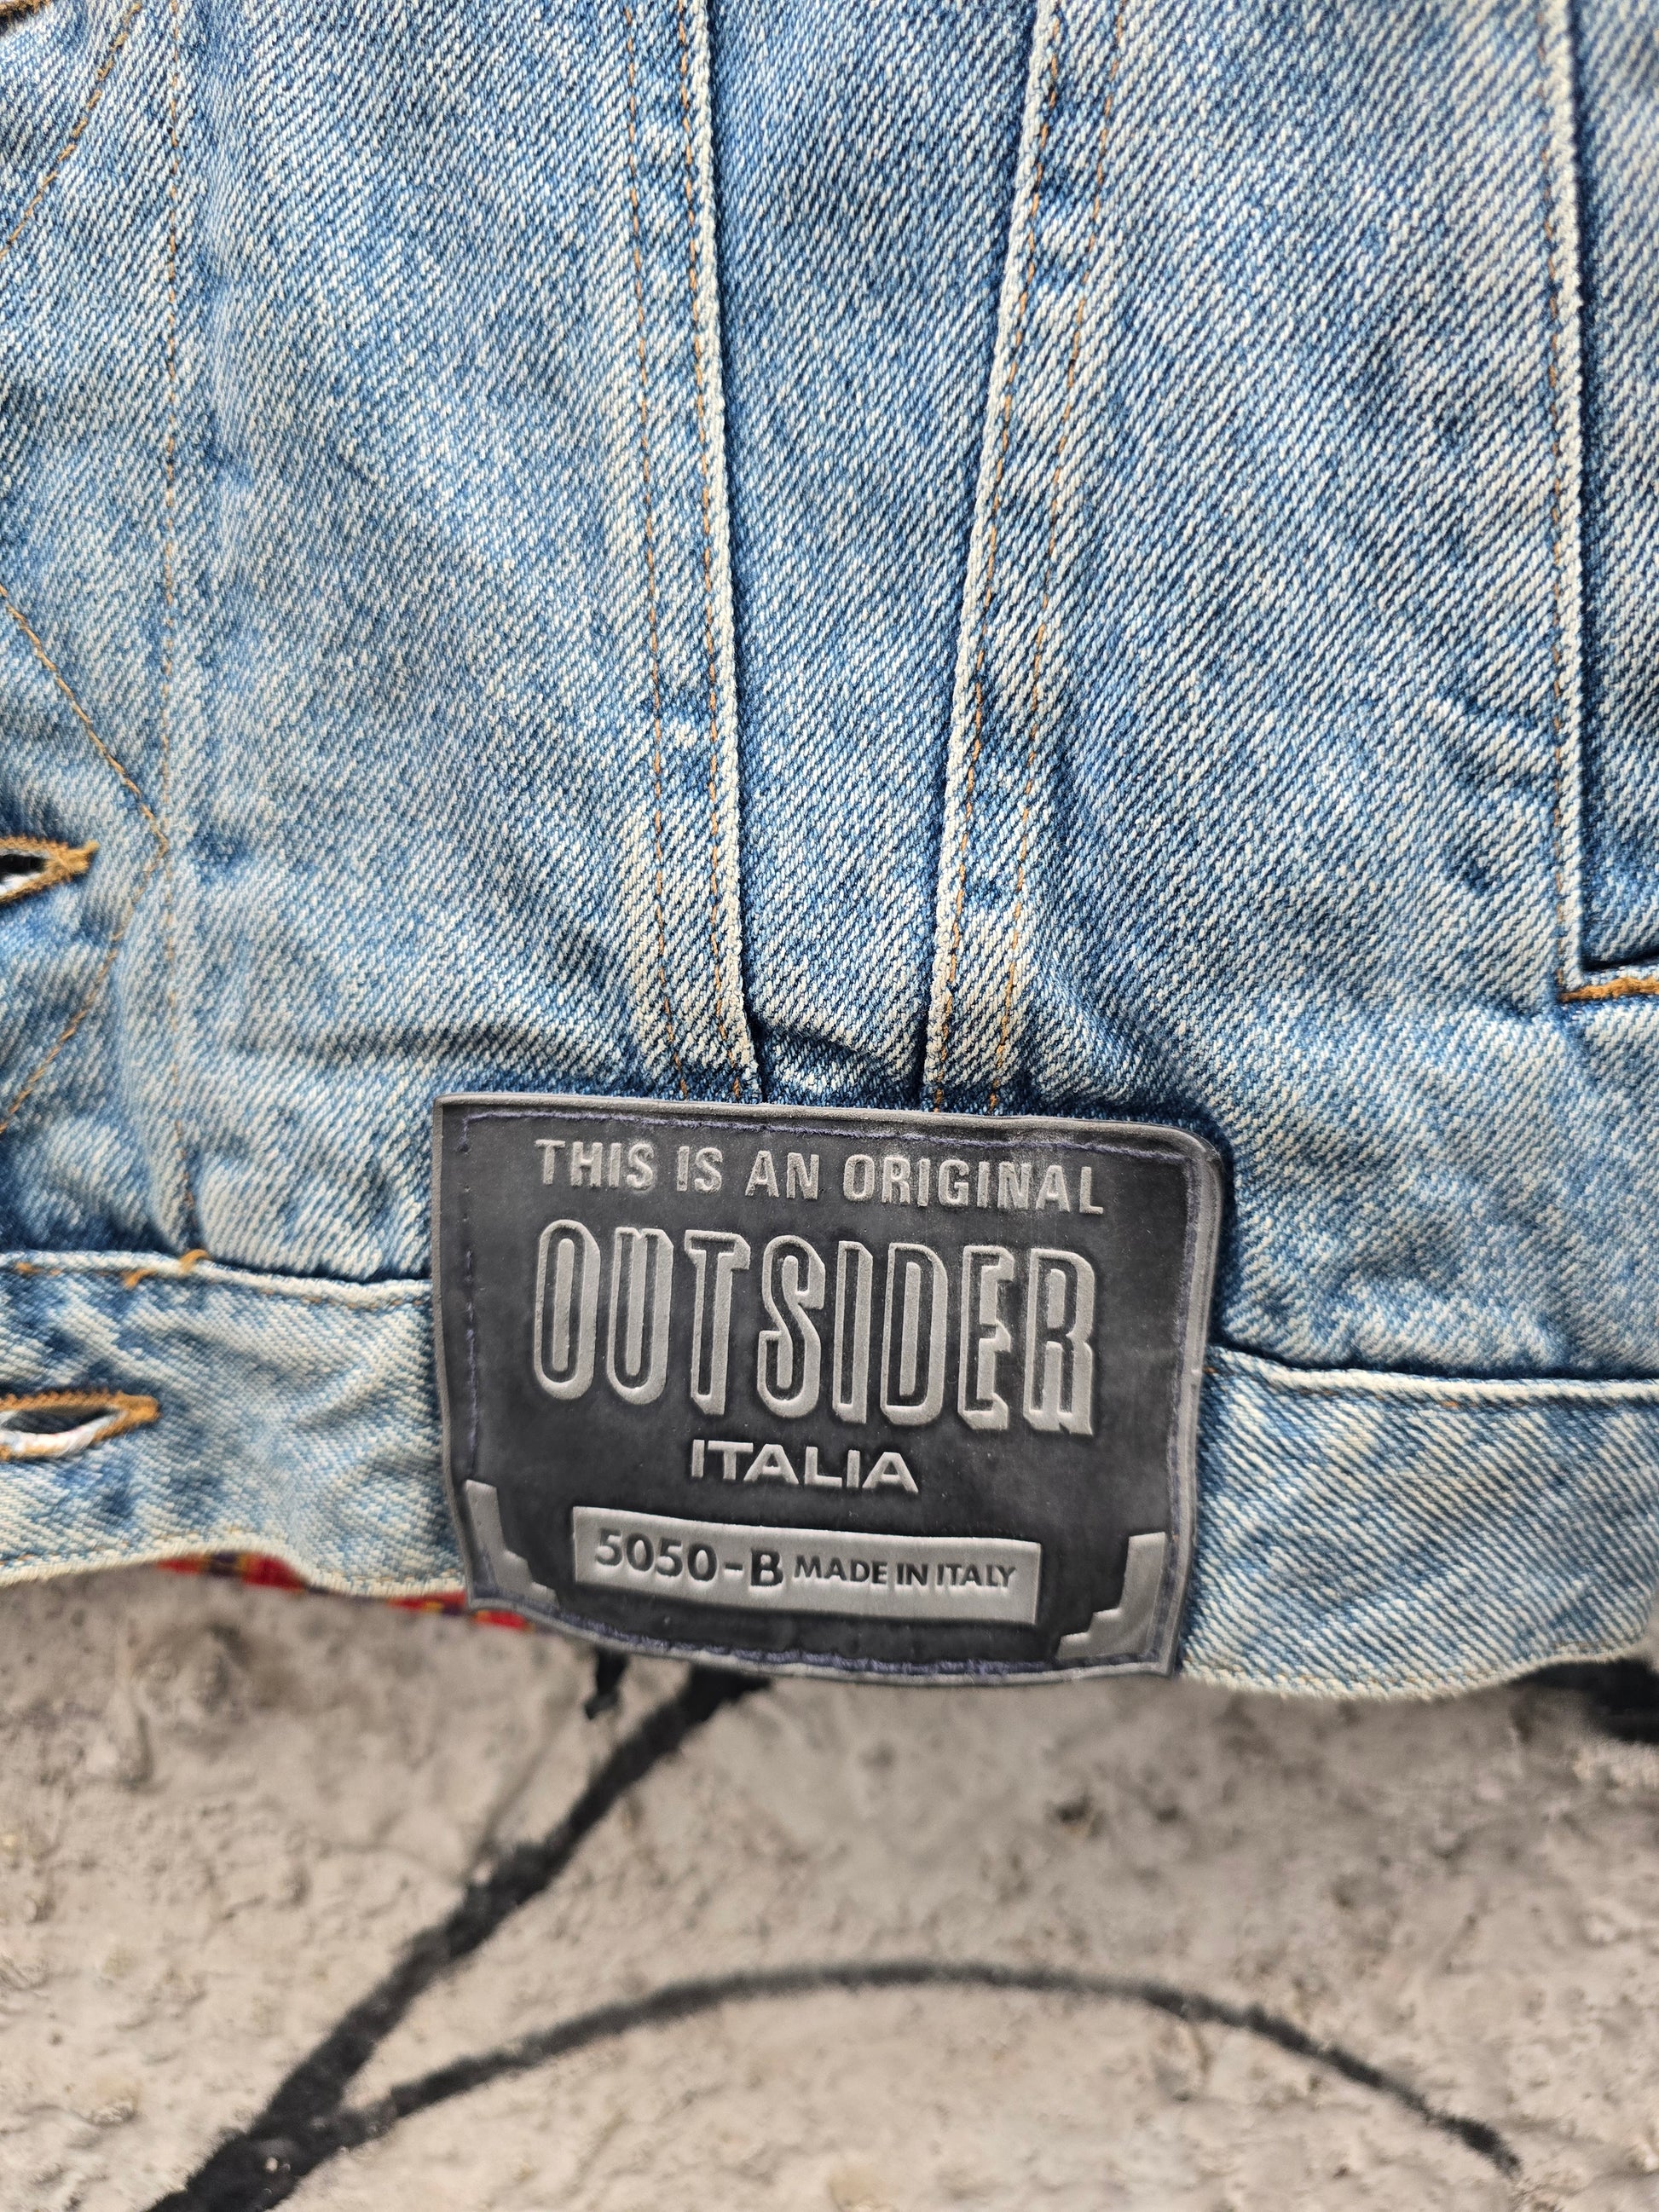 THIS IS AN ORIGINAL
OUTSIDER
ITALIA
5050-B MADE IN ITALY